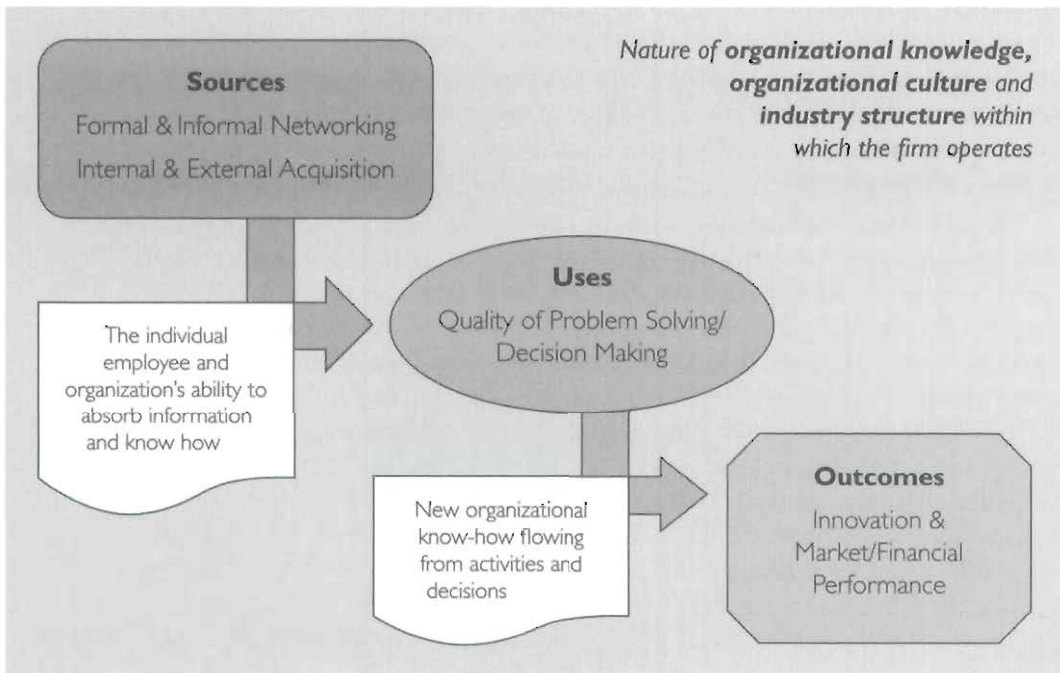 Sources
Formal & Informal Networking
Internal & External Acquisition
Nature of organizational knowledge,
organizational culture and
industry structure within
which the firm operates
The individual
employee and
organization's ability to
absorb information
and know how
Uses
Quality of Problem Solving/
Decision Making
New organizational
know-how flowing
from activities and
decisions
Outcomes
Innovation &
Market/Financial
Performance